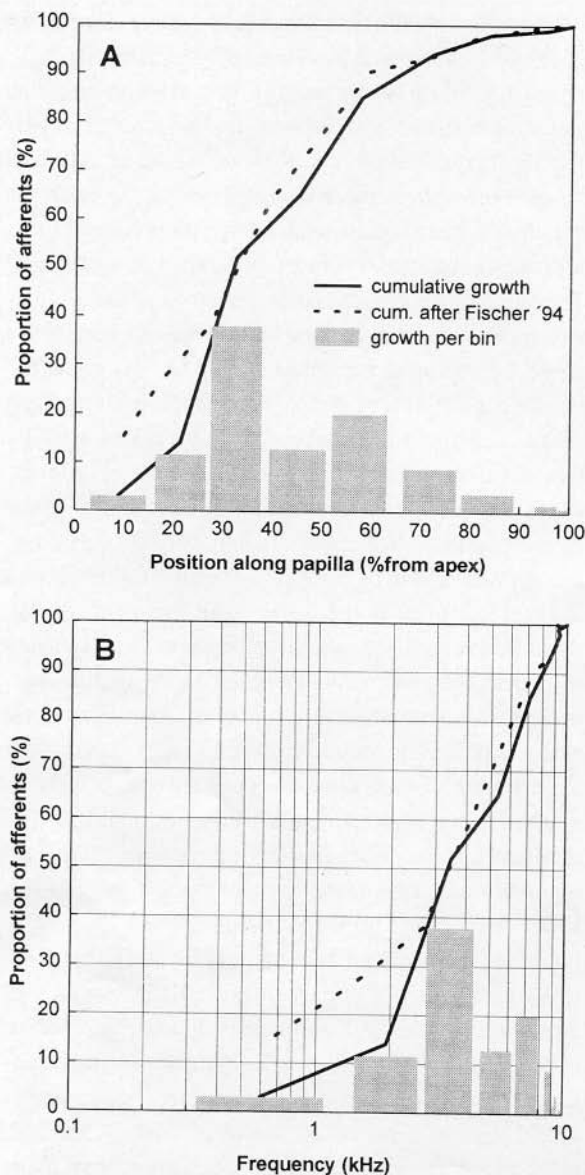 100
90
80
70
60
50
40
30
20
10
0
Proportion of afferents (%)
A
cumulative growth
cum. after Fischer ´94
growth per bin
0 10 20 30 40 50 60 70 80 90 100
Position along papilla (%from apex)
100
90
80
70
60
50
40
30
20
10
0
Proportion of afferents (%)
B
0.1 1 10
Frequency (kHz)